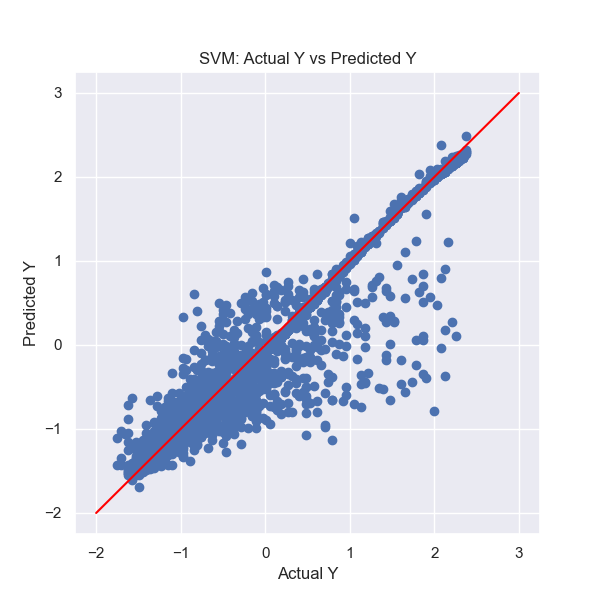 SVM: Actual Y vs Predicted Y
3
2
1
0
−1
−2
Predicted Y
−2 −1 0 1 2 3
Actual Y